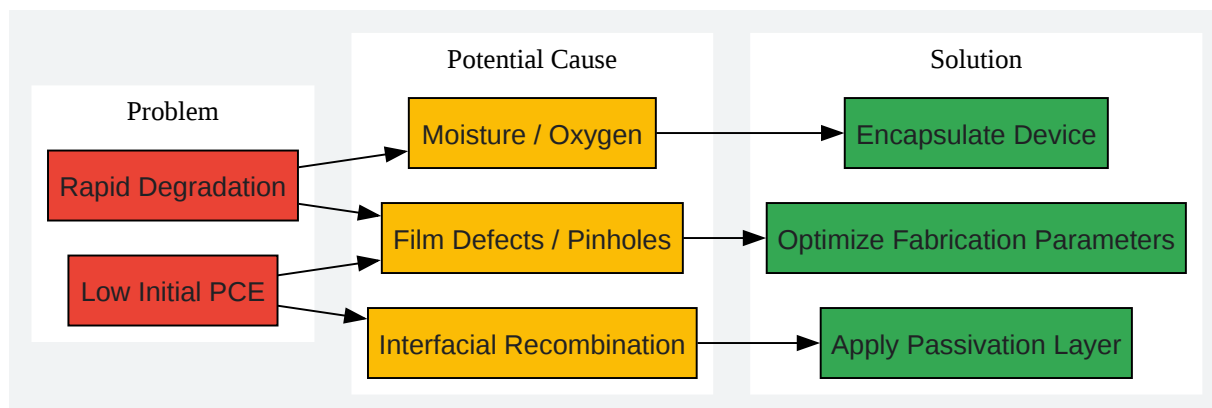 Problem
Rapid Degradation
Low Initial PCE
Potential Cause
Moisture / Oxygen
Film Defects / Pinholes
Interfacial Recombination
Solution
Encapsulate Device
Optimize Fabrication Parameters
Apply Passivation Layer